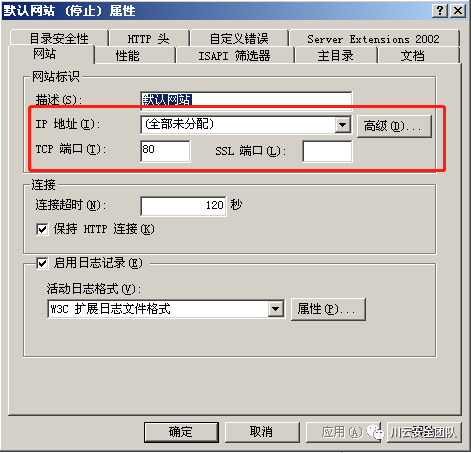 默认网站 (停止) 属性
目录安全性 HTTP 头 自定义错误 Server Extensions 2002
网站 性能 ISAPI 筛选器 主目录 文档
网站标识
描述(S): 默认网站
IP 地址(I): (全部未分配) 高级(D)...
TCP 端口(T): 80 SSL 端口(L):
连接
连接超时(N): 120 秒
保持 HTTP 连接(K)
启用日志记录(E)
活动日志格式(V):
W3C 扩展日志文件格式 属性(P)...
确定 取消 应用(A)
川云安全团队